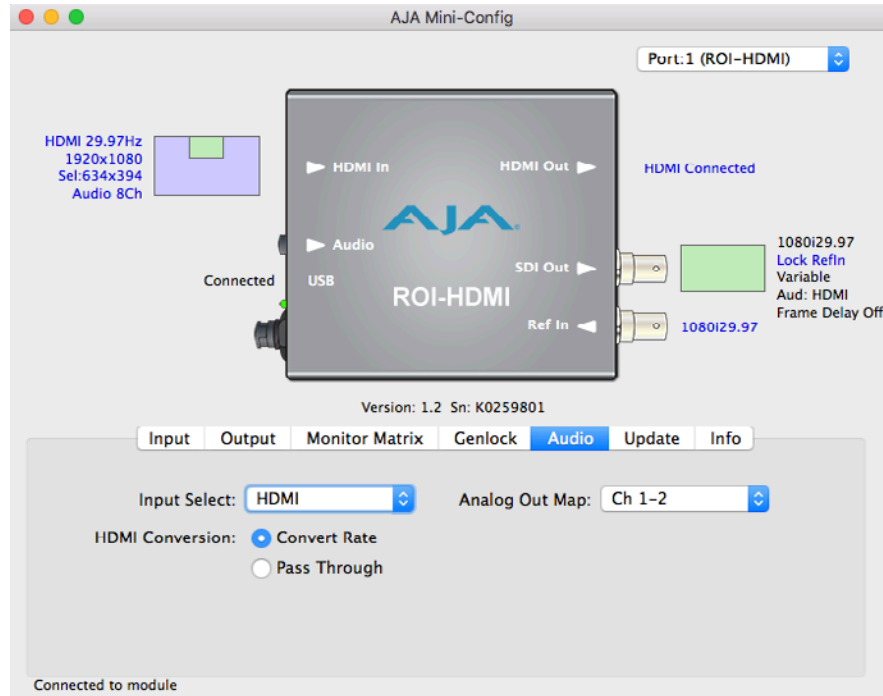 AJA Mini-Config
Port:1 (ROI-HDMI)
HDMI 29.97Hz
1920x1080
Sel:634x394
Audio 8Ch
HDMI In
HDMI Out
HDMI Connected
AJA
Audio
Connected
USB
SDI Out
ROI-HDMI
Ref In
1080i29.97
Lock RefIn
Variable
Aud: HDMI
Frame Delay Off
1080i29.97
Version: 1.2 Sn: K0259801
Input Output Monitor Matrix Genlock Audio Update Info
Input Select: HDMI
Analog Out Map: Ch 1-2
HDMI Conversion: Convert Rate
Pass Through
Connected to module